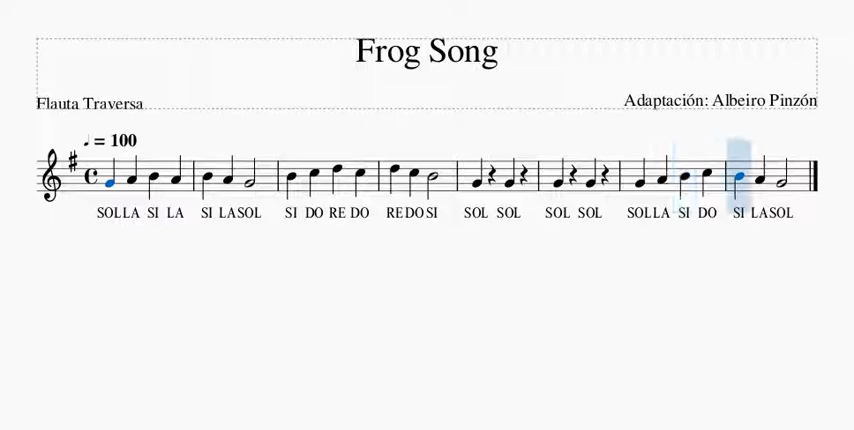 Frog Song
Flauta Traversa
Adaptación: Albeiro Pinzón
♩ = 100
SOL LA SI LA SI LA SOL SI DO RE DO RE DO SI SOL SOL SOL SOL SOL LA SI DO SI LA SOL